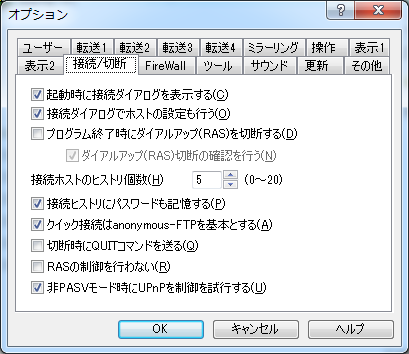 オプション
ユーザー 転送1 転送2 転送3 転送4 ミラーリング 操作 表示1
表示2 接続/切断 FireWall ツール サウンド 更新 その他
起動時に接続ダイアログを表示する(C)
接続ダイアログでホストの設定も行う(O)
プログラム終了時にダイアルアップ(RAS)を切断する(D)
ダイアルアップ(RAS)切断の確認を行う(N)
接続ホストのヒストリ個数(H) 5 (0～20)
接続ヒストリにパスワードも記憶する(P)
クイック接続はanonymous-FTPを基本とする(A)
切断時にQUITコマンドを送る(Q)
RASの制御を行わない(R)
非PASVモード時にUPnPを制御を試行する(U)
OK キャンセル ヘルプ